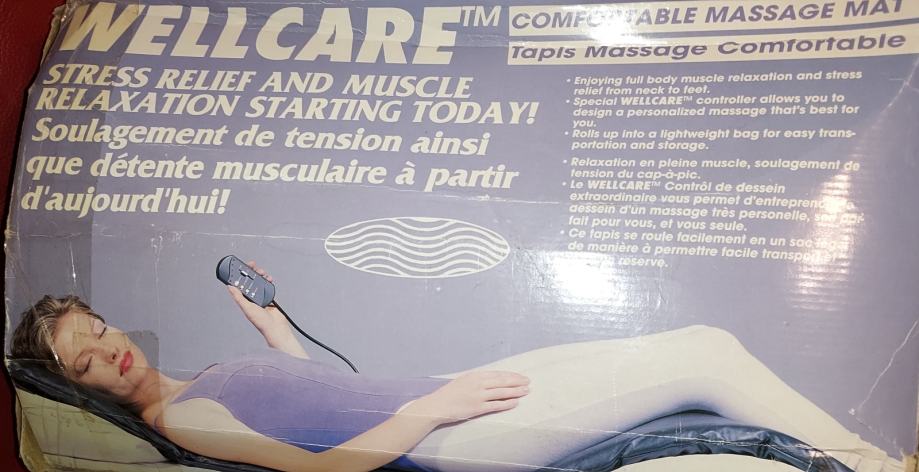 WELLCARE™
STRESS RELIEF AND MUSCLE
RELAXATION STARTING TODAY!
Soulagement de tension ainsi
que détente musculaire à partir
d'aujourd'hui!
COMFORTABLE MASSAGE MAT
Tapis Massage Comfortable
• Enjoying full body muscle relaxation and stress
relief from neck to feet.
• Special WELLCARE™ controller allows you to
design a personalized massage that's best for
you.
• Rolls up into a lightweight bag for easy trans-
portation and storage.
• Relaxation en pleine muscle, soulagement de
tension du cap-à-pic.
• Le WELLCARE™ Contrôl de dessein
extraordinaire vous permet d'entreprendre
dessein d'un massage très personelle,
fait pour vous, et vous seule.
• Ce tapis se roule facilement en un sac
de manière à permettre facile transport et
réserve.